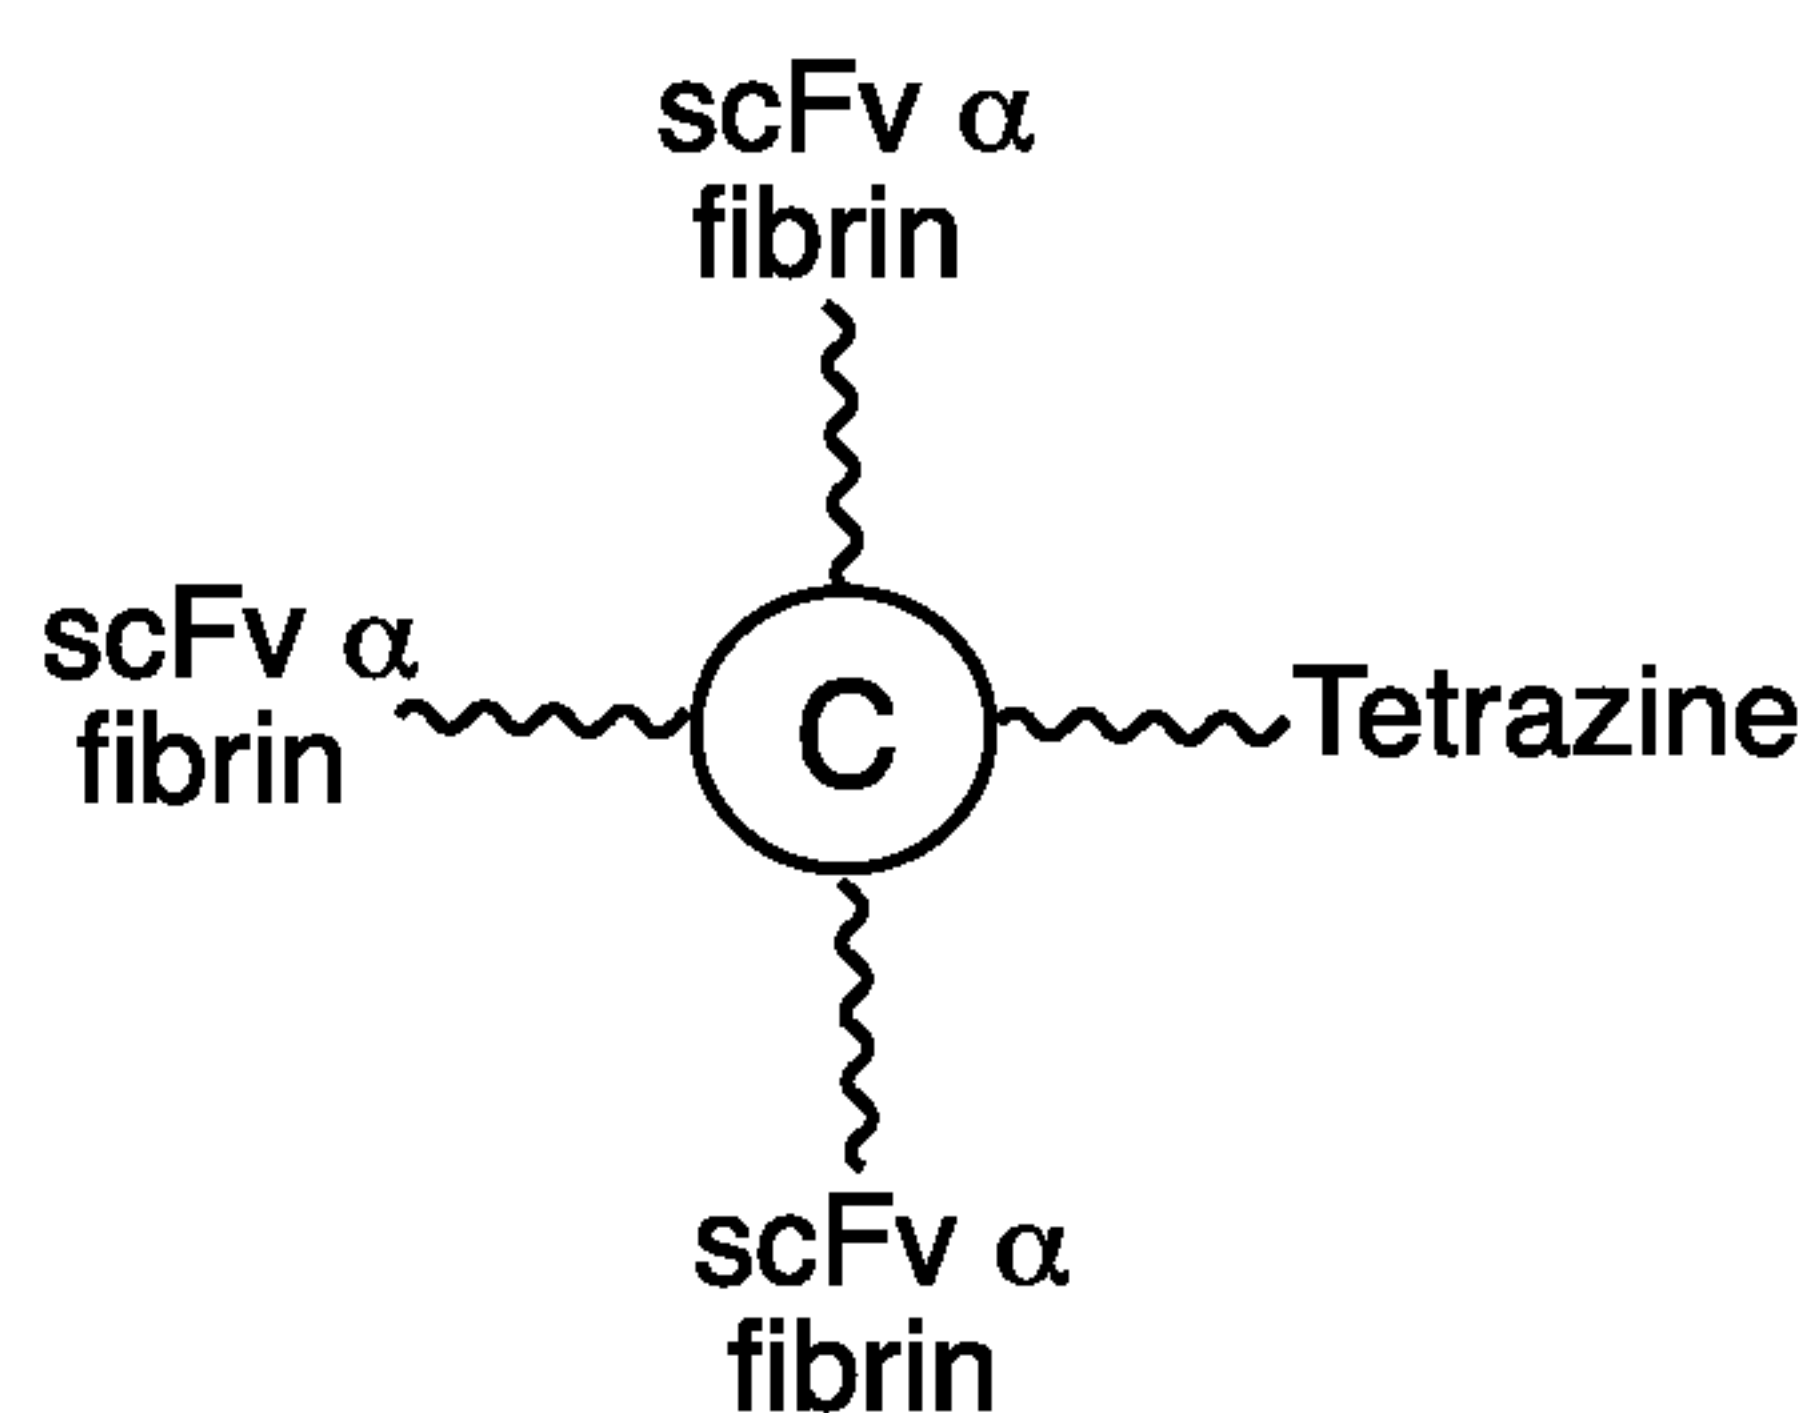 scFv α
fibrin
scFv α
fibrin
C
Tetrazine
scFv α
fibrin